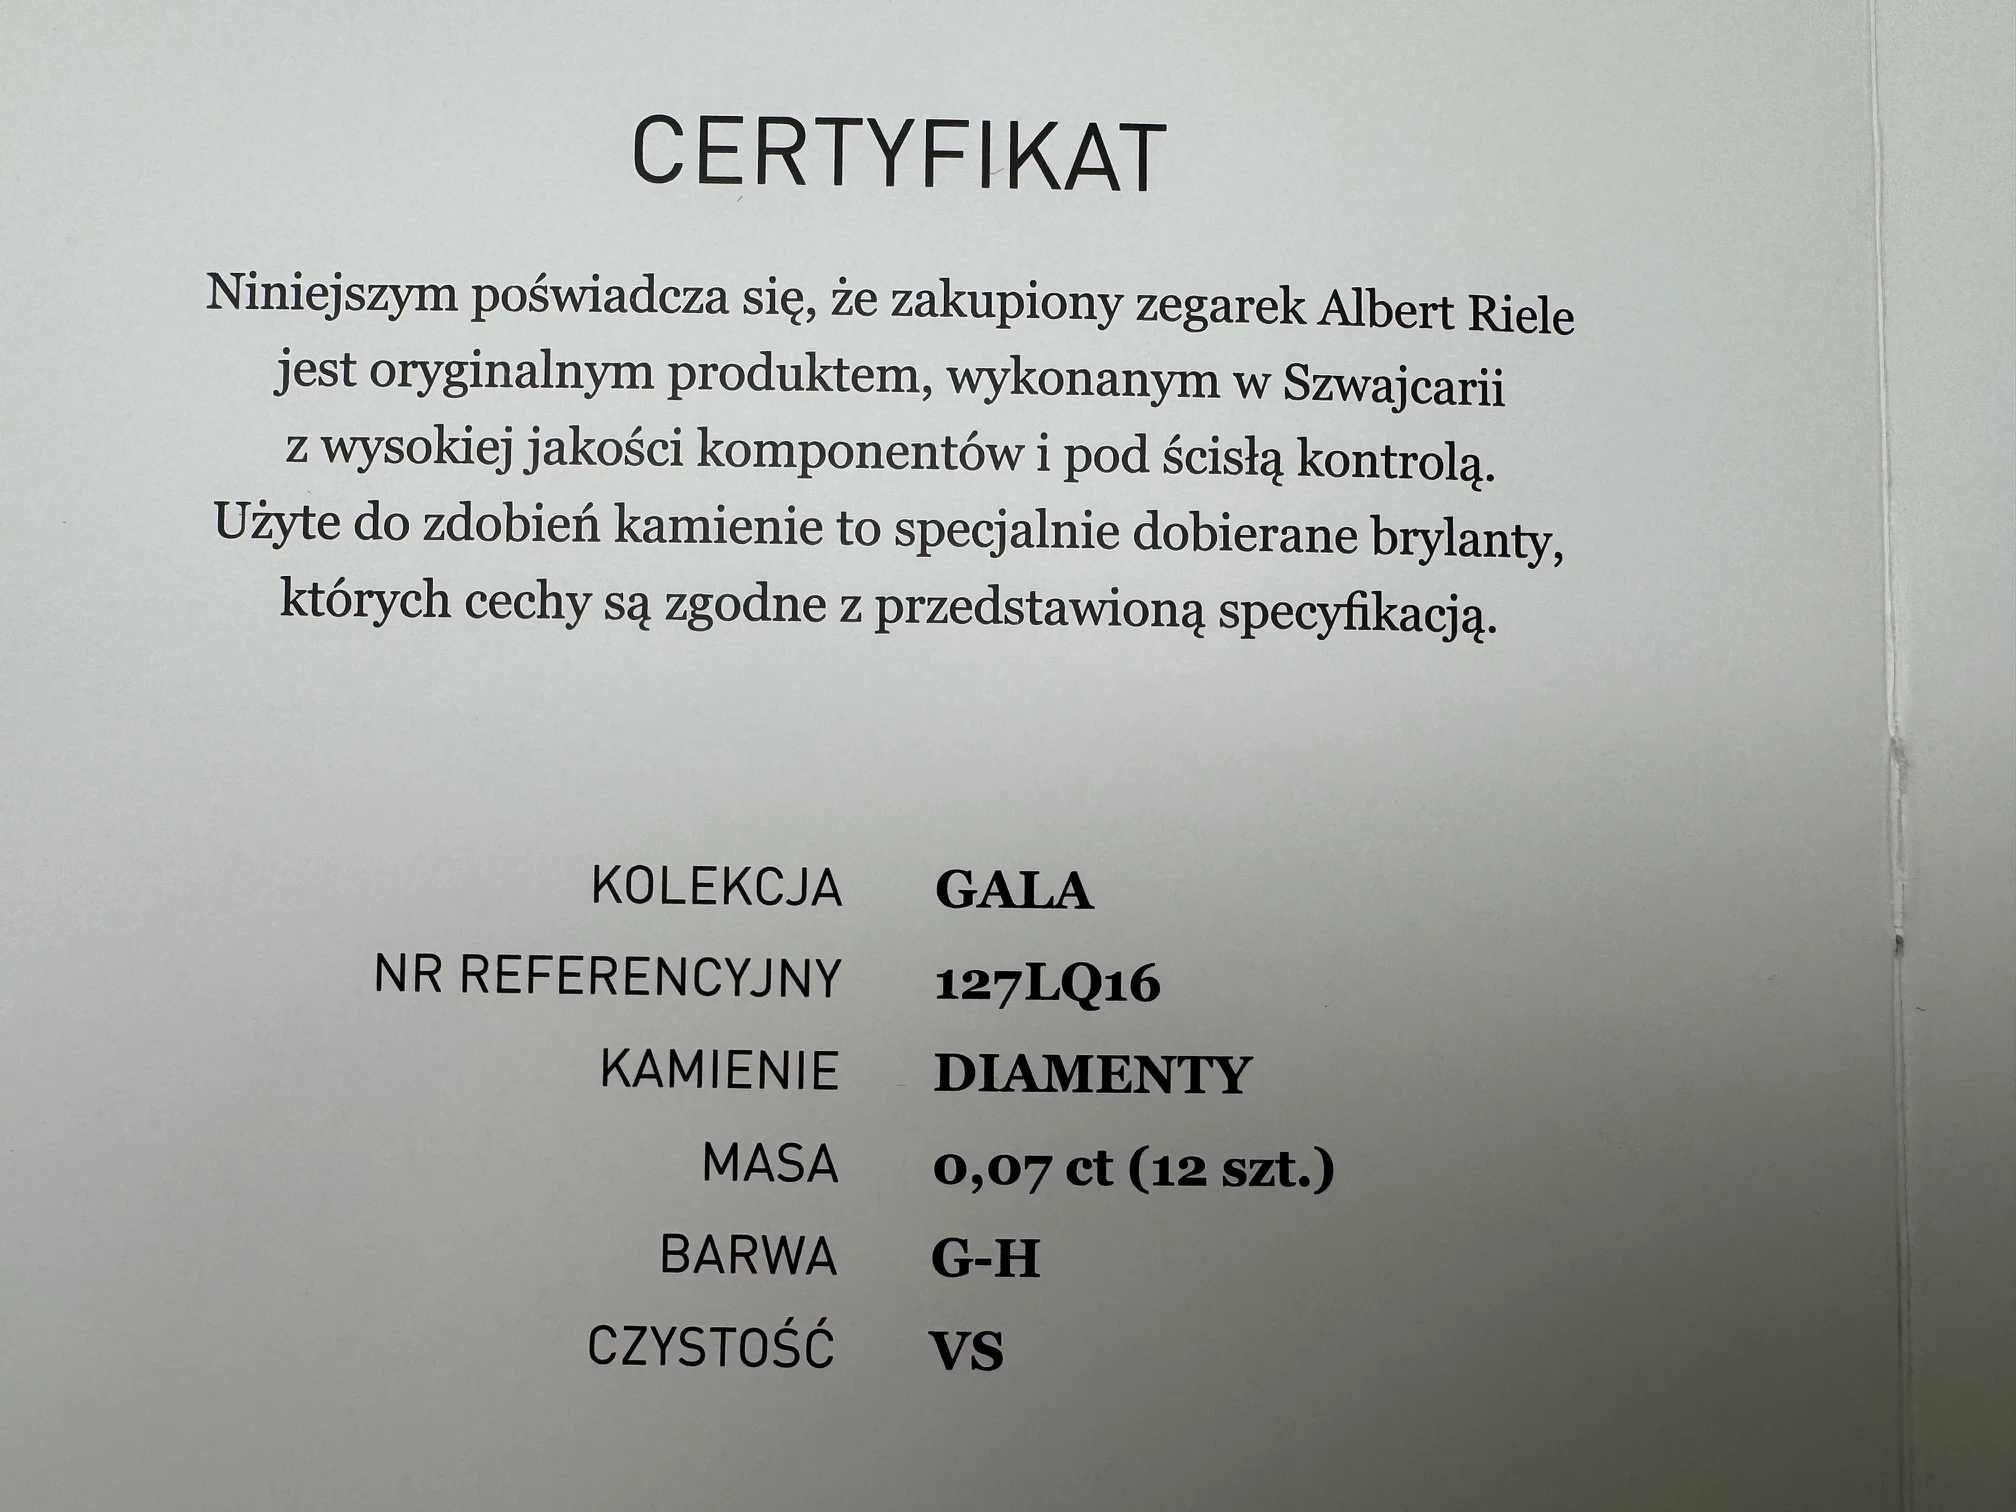 CERTYFIKAT
Niniejszym poświadcza się, że zakupiony zegarek Albert Riele
jest oryginalnym produktem, wykonanym w Szwajcarii
z wysokiej jakości komponentów i pod ścisłą kontrolą.
Użyte do zdobień kamienie to specjalnie dobierane brylanty,
których cechy są zgodne z przedstawioną specyfikacją.
KOLEKCJA GALA
NR REFERENCYJNY 127LQ16
KAMIENIE DIAMENTY
MASA 0,07 ct (12 szt.)
BARWA G-H
CZYSTOŚĆ VS